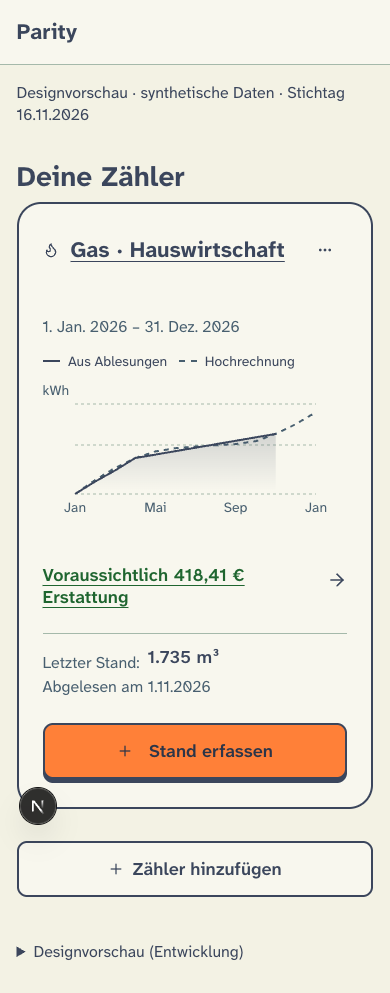 Parity
Designvorschau · synthetische Daten · Stichtag
16.11.2026
Deine Zähler
Gas · Hauswirtschaft
1. Jan. 2026 – 31. Dez. 2026
Aus Ablesungen Hochrechnung
kWh
Jan Mai Sep Jan
Voraussichtlich 418,41 €
Erstattung
Letzter Stand: 1.735 m³
Abgelesen am 1.11.2026
+ Stand erfassen
N
+ Zähler hinzufügen
Designvorschau (Entwicklung)